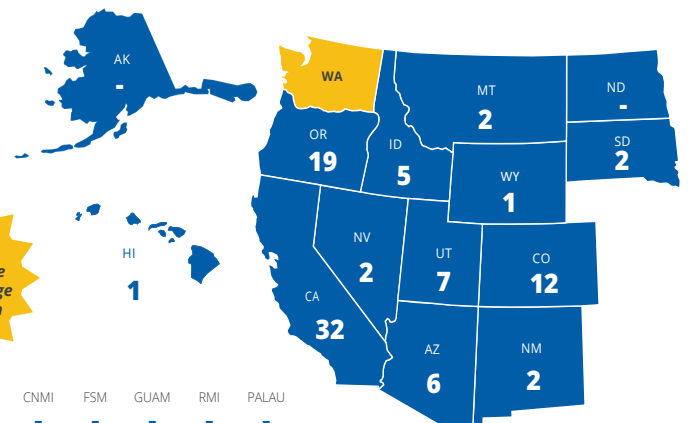 AK
-
WA
MT
2
ND
-
OR
19
ID
5
SD
2
WY
1
HI
1
NV
2
UT
7
CO
12
CA
32
AZ
6
NM
2
CNMI FSM GUAM RMI PALAU
- - - - -